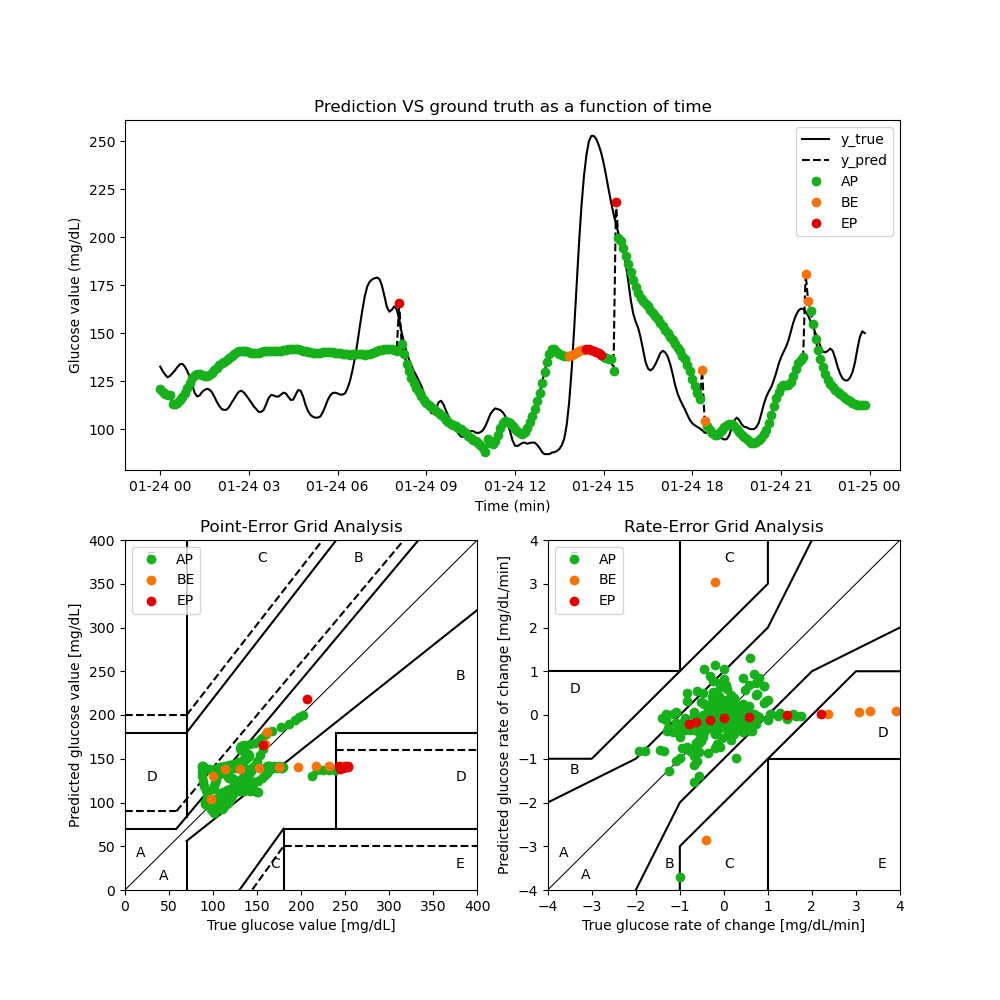 Prediction VS ground truth as a function of time
Glucose value (mg/dL)
250
225
200
175
150
125
100
y_true
y_pred
AP
BE
EP
01-24 00 01-24 03 01-24 06 01-24 09 01-24 12 01-24 15 01-24 18 01-24 21 01-25 00
Time (min)
Point-Error Grid Analysis
Predicted glucose value [mg/dL]
400
350
300
250
200
150
100
50
0
AP
BE
EP
C B
B
D D
A
A C E
0 50 100 150 200 250 300 350 400
True glucose value [mg/dL]
Rate-Error Grid Analysis
Predicted glucose rate of change [mg/dL/min]
4
3
2
1
0
−1
−2
−3
−4
AP
BE
EP
C
D
D
B
A
A B C E
−4 −3 −2 −1 0 1 2 3 4
True glucose rate of change [mg/dL/min]